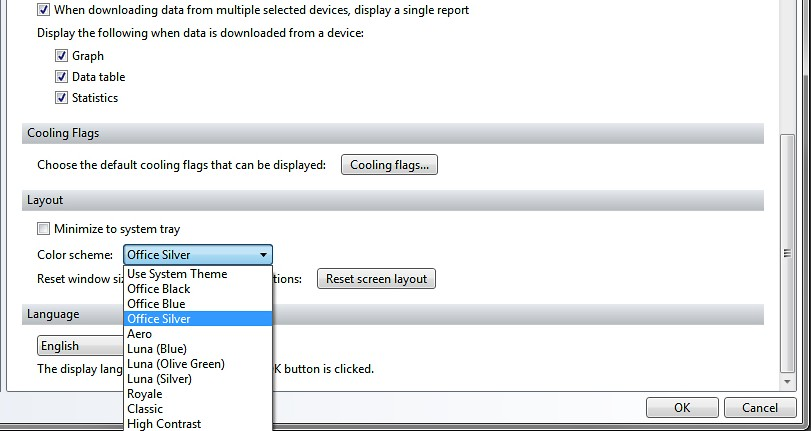 When downloading data from multiple selected devices, display a single report
Display the following when data is downloaded from a device:
Graph
Data table
Statistics
Cooling Flags
Choose the default cooling flags that can be displayed: Cooling flags...
Layout
Minimize to system tray
Color scheme: Office Silver
Use System Theme
Reset window siz tions: Reset screen layout
Office Black
Office Blue
Language
Office Silver
Aero
English
Luna (Blue)
Luna (Olive Green)
The display lang K button is clicked.
Luna (Silver)
Royale
Classic
High Contrast
OK Cancel